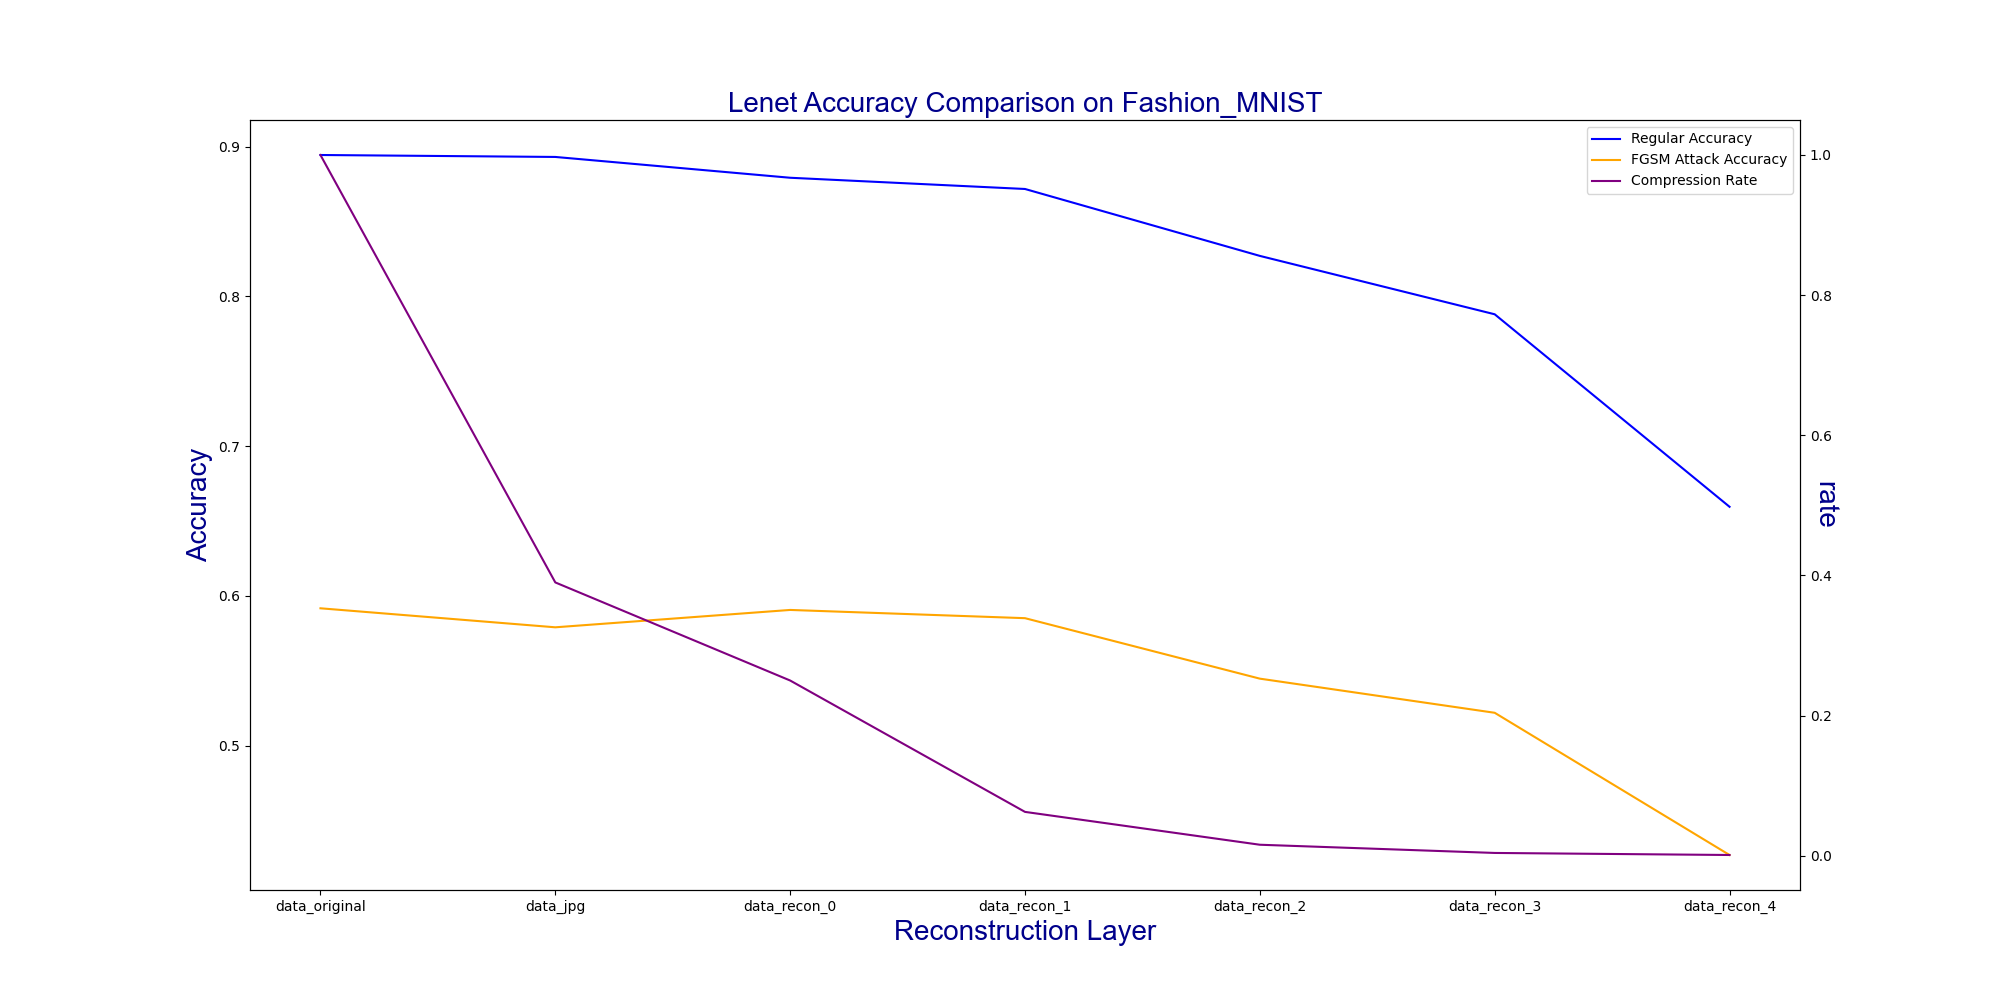 Lenet Accuracy Comparison on Fashion_MNIST
Regular Accuracy
FGSM Attack Accuracy
Compression Rate
Accuracy
0.9
0.8
0.7
0.6
0.5
1.0
0.8
0.6
0.4
0.2
0.0
rate
data_original
data_jpg
data_recon_0
data_recon_1
data_recon_2
data_recon_3
data_recon_4
Reconstruction Layer